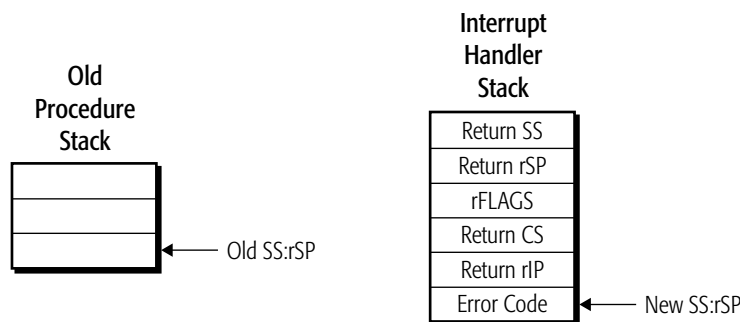 Old
Procedure
Stack
Old SS:rSP
Interrupt
Handler
Stack
Return SS
Return rSP
rFLAGS
Return CS
Return rIP
Error Code
New SS:rSP